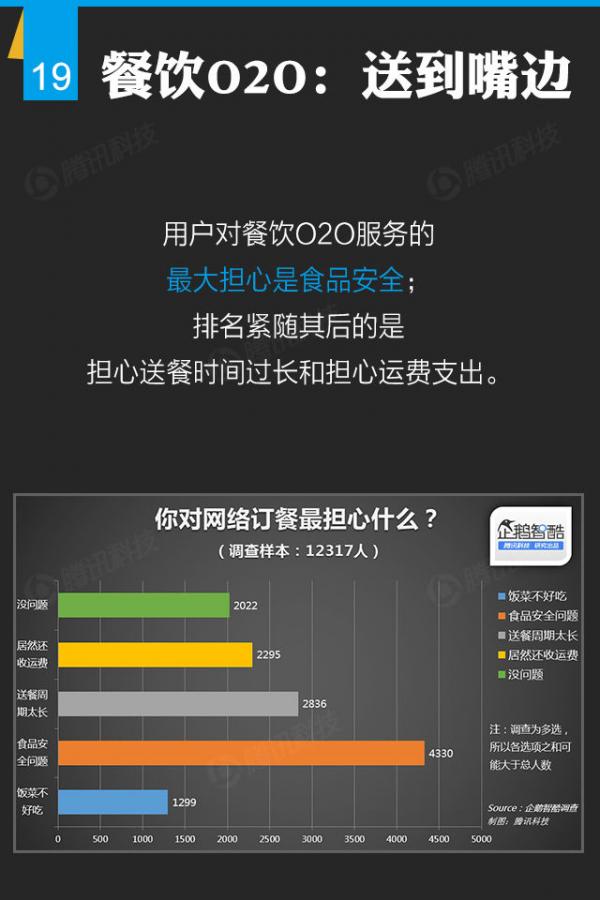 19
餐饮O2O：送到嘴边
腾讯科技
腾讯科技
用户对餐饮O2O服务的
最大担心是食品安全；
排名紧随其后的是
担心送餐时间过长和担心运费支出。
你对网络订餐最担心什么？
（调查样本：12317人）
企鹅智酷
腾讯科技 研究出品
没问题
2022
居然还
收运费
2295
送餐周
期太长
2836
食品安
全问题
4330
饭菜不
好吃
1299
0 500 1000 1500 2000 2500 3000 3500 4000 4500 5000
饭菜不好吃
食品安全问题
送餐周期太长
居然还收运费
没问题
注：调查为多选，
所以各选项之和可
能大于总人数
Source：企鹅智酷调查
制图：腾讯科技